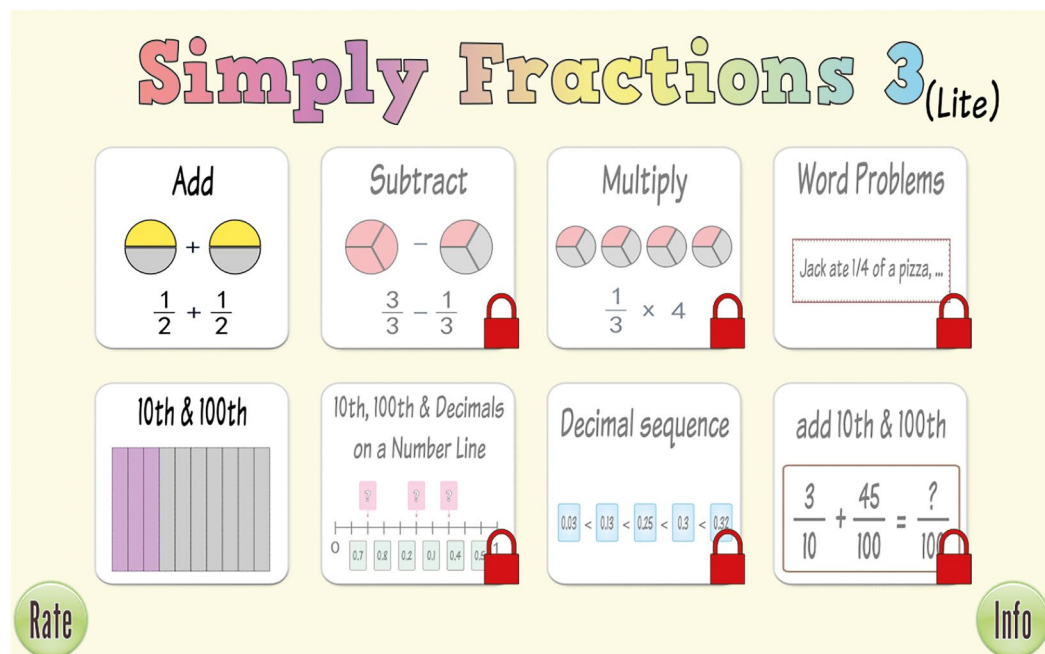 Simply Fractions 3 (Lite)
Add
+
1/2 + 1/2
Subtract
−
3/3 − 1/3
Multiply
1/3 × 4
Word Problems
Jack ate 1/4 of a pizza, ...
10th & 100th
10th, 100th & Decimals
on a Number Line
? ? ?
0 1
0.7 0.8 0.2 0.1 0.4
Decimal sequence
0.03 < 0.13 < 0.25 < 0.3 < 0.32
add 10th & 100th
3/10 + 45/100 = ?/
Rate
Info